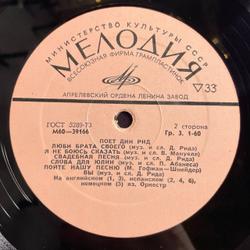 МИНИСТЕРСТВО КУЛЬТУРЫ СССР
МЕЛОДИЯ
ВСЕСОЮЗНАЯ ФИРМА ГРАМПЛАСТИНОК
АПРЕЛЕВСКИЙ ОРДЕНА ЛЕНИНА ЗАВОД
33
ГОСТ 5289-73
М60-39166
2 сторона
Гр. 3. 1-60
ПОЕТ ДИН РИД
ЛЮБИ БРАТА СВОЕГО (муз. и сл. Д. Рида)
Я НЕ БОЮСЬ СКАЗАТЬ (муз. и сл. В. Мануэля)
СВАДЕБНАЯ ПЕСНЯ (муз. и сл. Д. Рида)
СЛОВА ДЛЯ ЮЛИИ (муз. и сл. П. Абанеса)
ПОЙТЕ НАШУ ПЕСНЮ (М. Гофман—Шнейдер)
ВЫ (муз. и сл. Д. Рида)
На английском (1, 3), испанском (2, 4, 6),
немецком (5) яз. Оркестр